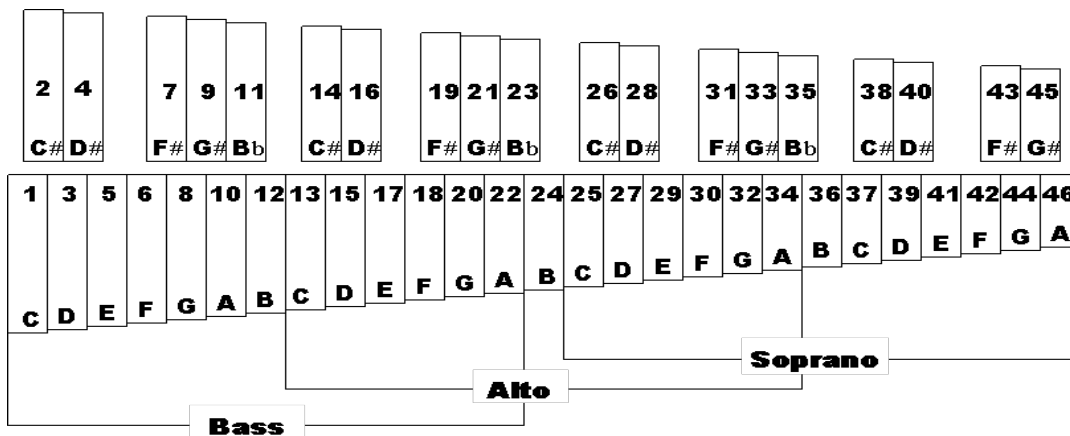 2 4 7 9 11 14 16 19 21 23 26 28 31 33 35 38 40 43 45
C# D# F# G# Bb C# D# F# G# Bb C# D# F# G# Bb C# D# F# G#
1 3 5 6 8 10 12 13 15 17 18 20 22 24 25 27 29 30 32 34 36 37 39 41 42 44 46
C D E F G A B C D E F G A B C D E F G A B C D E F G A
Soprano
Alto
Bass